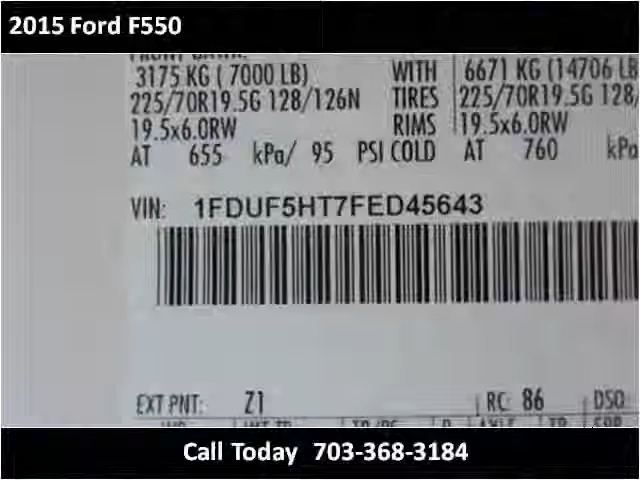 2015 Ford F550
3175 KG ( 7000 LB) WITH 6671 KG (14706 LB
225/70R19.5G 128/126N TIRES 225/70R19.5G 128/
19.5x6.0RW RIMS 19.5x6.0RW
AT 655 kPa/ 95 PSI COLD AT 760 kPa
VIN: 1FDUF5HT7FED45643
EXT PNT: Z1 RC: 86 DSO
Call Today 703-368-3184